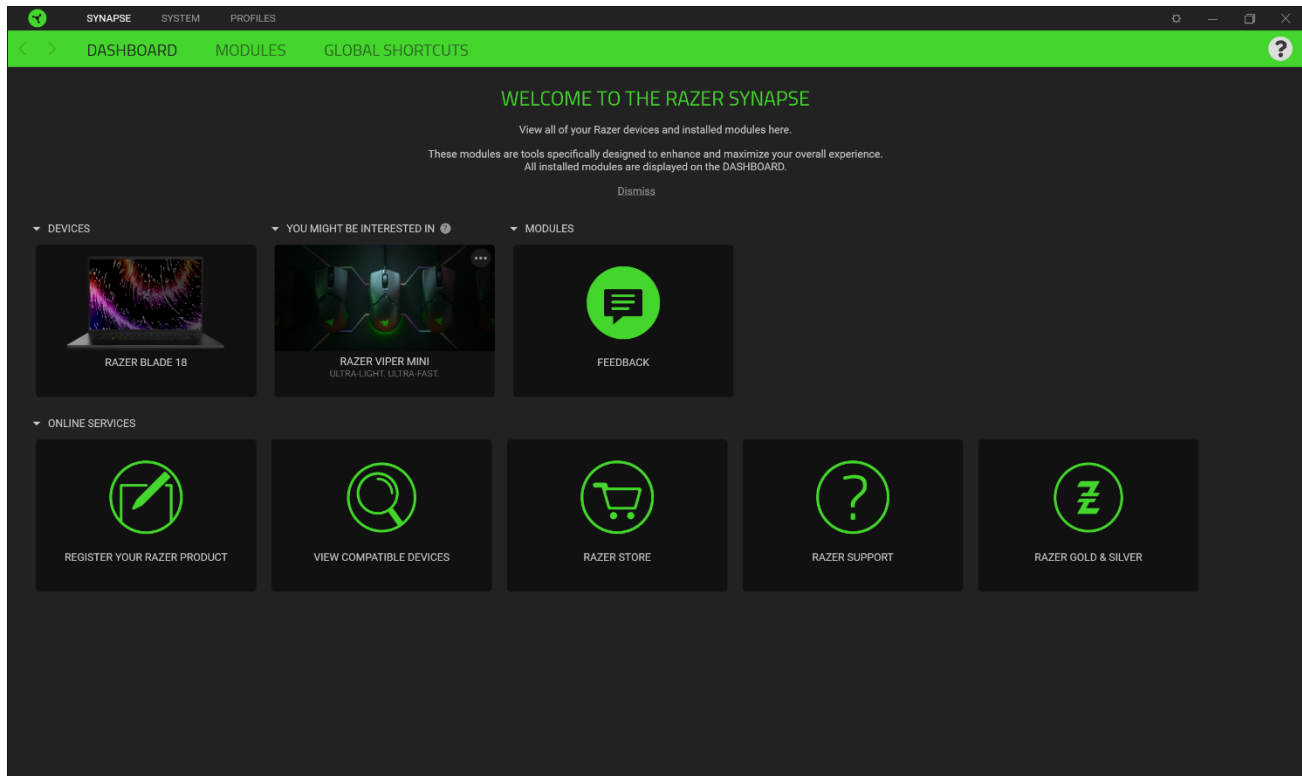 SYNAPSE SYSTEM PROFILES
DASHBOARD MODULES GLOBAL SHORTCUTS
WELCOME TO THE RAZER SYNAPSE
View all of your Razer devices and installed modules here.
These modules are tools specifically designed to enhance and maximize your overall experience.
All installed modules are displayed on the DASHBOARD.
Dismiss
DEVICES
YOU MIGHT BE INTERESTED IN
MODULES
RAZER BLADE 18
RAZER VIPER MINI
ULTRA-LIGHT. ULTRA-FAST.
FEEDBACK
ONLINE SERVICES
REGISTER YOUR RAZER PRODUCT
VIEW COMPATIBLE DEVICES
RAZER STORE
RAZER SUPPORT
RAZER GOLD & SILVER